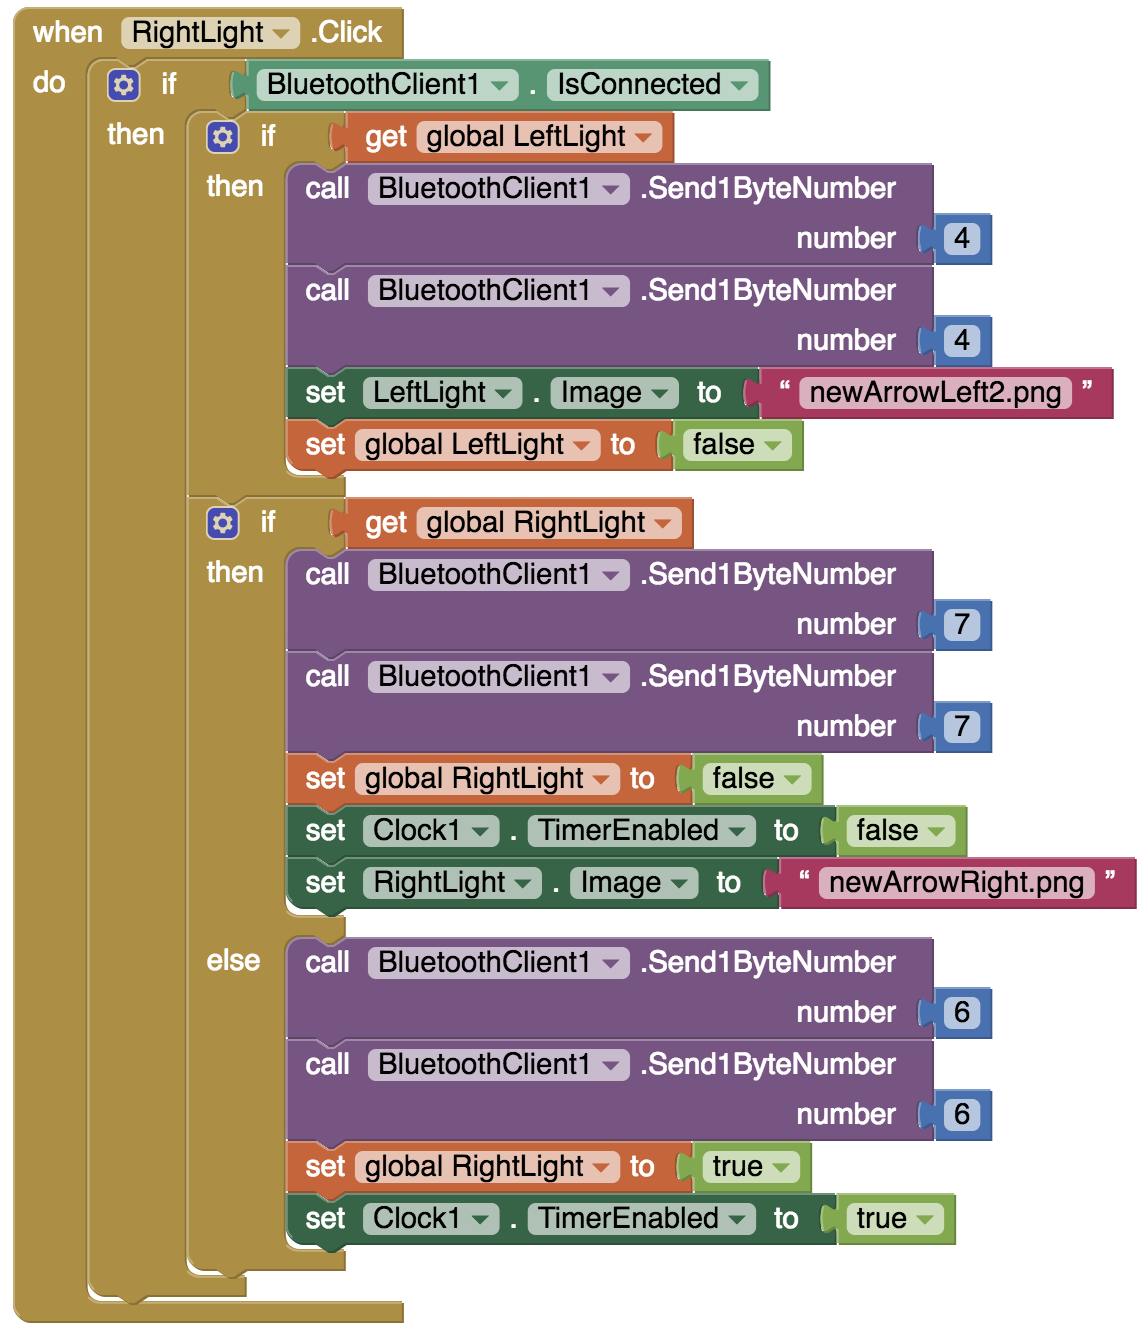 when RightLight .Click
do if BluetoothClient1 . IsConnected
then if get global LeftLight
then call BluetoothClient1 .Send1ByteNumber
number 4
call BluetoothClient1 .Send1ByteNumber
number 4
set LeftLight . Image to “ newArrowLeft2.png ”
set global LeftLight to false
if get global RightLight
then call BluetoothClient1 .Send1ByteNumber
number 7
call BluetoothClient1 .Send1ByteNumber
number 7
set global RightLight to false
set Clock1 . TimerEnabled to false
set RightLight . Image to “ newArrowRight.png ”
else call BluetoothClient1 .Send1ByteNumber
number 6
call BluetoothClient1 .Send1ByteNumber
number 6
set global RightLight to true
set Clock1 . TimerEnabled to true